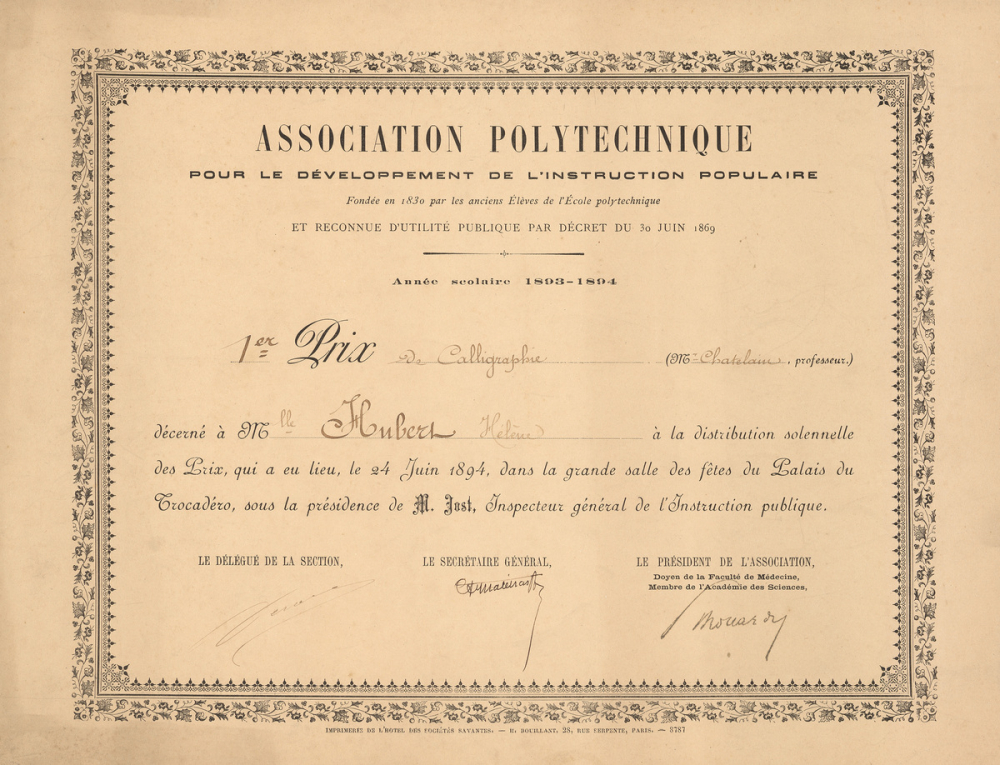 ASSOCIATION POLYTECHNIQUE
POUR LE DÉVELOPPEMENT DE L'INSTRUCTION POPULAIRE
Fondée en 1830 par les anciens Élèves de l'École polytechnique
ET RECONNUE D'UTILITÉ PUBLIQUE PAR DÉCRET DU 30 JUIN 1869
Année scolaire 1893-1894
1er Prix de Calligraphie (Mr Chatelain, professeur.)
décerné à Mlle Hubert Hélène à la distribution solennelle
des Prix, qui a eu lieu, le 24 Juin 1894, dans la grande salle des fêtes du Palais du
Trocadéro, sous la présidence de M. Jost, Inspecteur général de l'Instruction publique.
LE DÉLÉGUÉ DE LA SECTION, LE SECRÉTAIRE GÉNÉRAL, LE PRÉSIDENT DE L'ASSOCIATION,
Doyen de la Faculté de Médecine,
Membre de l'Académie des Sciences,
Brouardel
IMPRIMERIE DE L'HOTEL DES SOCIÉTÉS SAVANTES. — H. BOUILLANT, 28, RUE SERPENTE, PARIS. — 3787